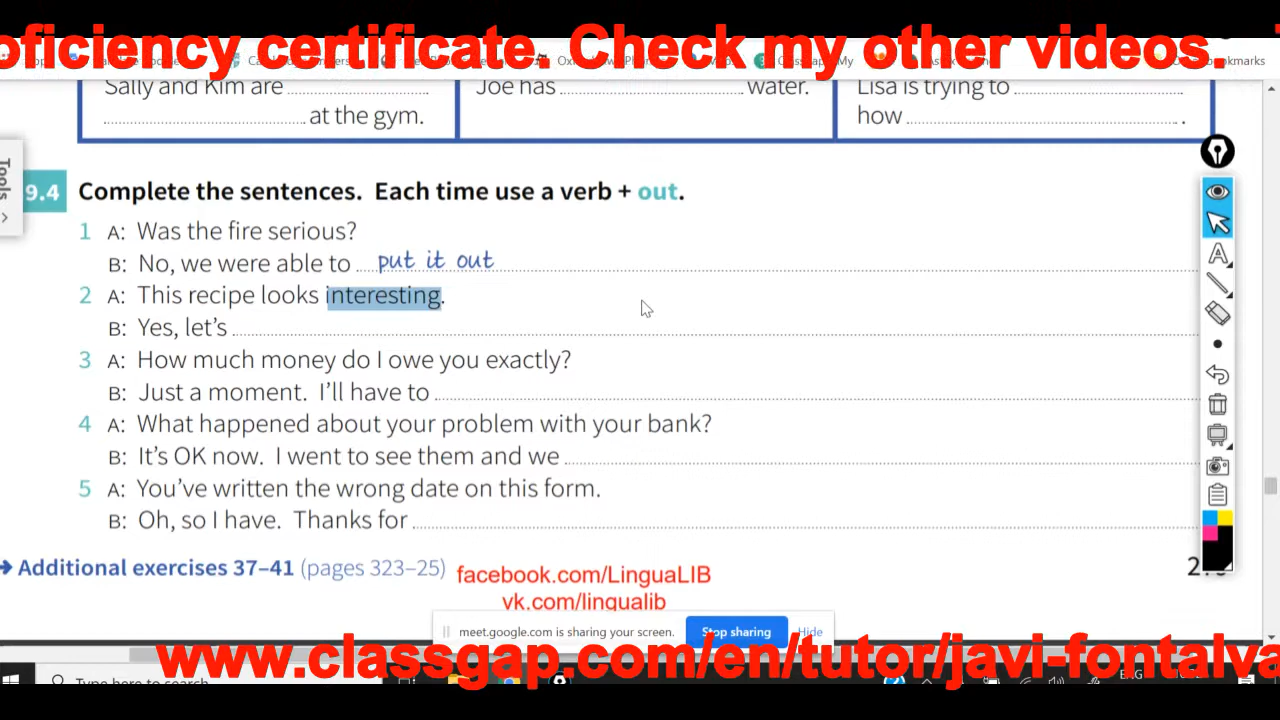 oficiency certificate. Check my other videos.
Sally and Kim are
at the gym.
Joe has water.
Lisa is trying to
how .
Tools
9.4 Complete the sentences. Each time use a verb + out.
1 A: Was the fire serious?
B: No, we were able to put it out
2 A: This recipe looks interesting.
B: Yes, let's
3 A: How much money do I owe you exactly?
B: Just a moment. I'll have to
4 A: What happened about your problem with your bank?
B: It's OK now. I went to see them and we
5 A: You've written the wrong date on this form.
B: Oh, so I have. Thanks for
→ Additional exercises 37–41 (pages 323–25)
facebook.com/LinguaLIB
vk.com/lingualib
meet.google.com is sharing your screen. Stop sharing Hide
www.classgap.com/en/tutor/javi-fontalva
Type here to search
ENG